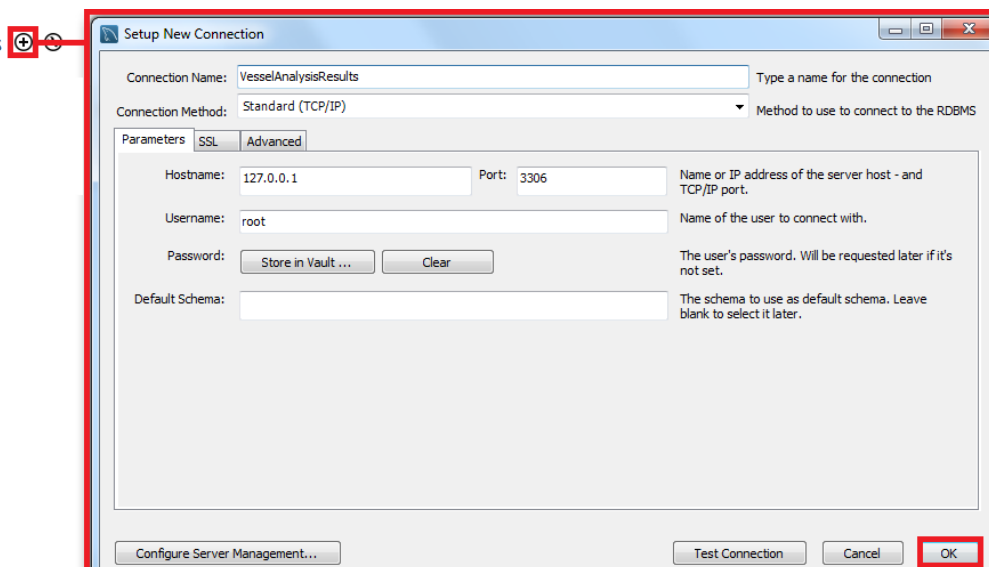 Setup New Connection
Connection Name: VesselAnalysisResults Type a name for the connection
Connection Method: Standard (TCP/IP) Method to use to connect to the RDBMS
Parameters SSL Advanced
Hostname: 127.0.0.1 Port: 3306 Name or IP address of the server host - and
TCP/IP port.
Username: root Name of the user to connect with.
Password: Store in Vault ... Clear The user's password. Will be requested later if it's
not set.
Default Schema: The schema to use as default schema. Leave
blank to select it later.
Configure Server Management... Test Connection Cancel OK